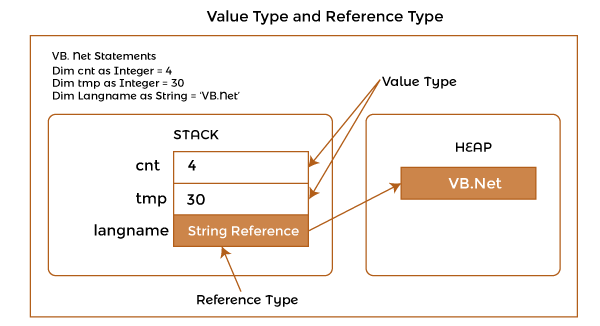 Value Type and Reference Type
VB. Net Statements
Dim cnt as Integer = 4
Dim tmp as Integer = 30
Dim Langname as String = 'VB.Net'
Value Type
STACK
HEAP
cnt
4
VB.Net
tmp
30
langname
String Reference
Reference Type